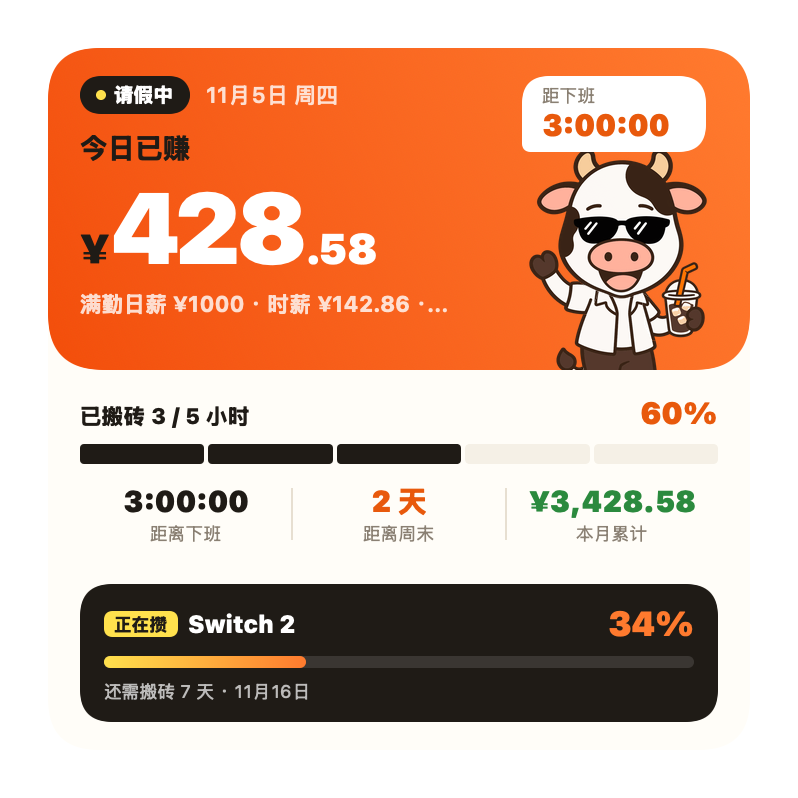 请假中 11月5日 周四
距下班
3:00:00
今日已赚
¥428.58
满勤日薪 ¥1000 · 时薪 ¥142.86 ·...
已搬砖 3 / 5 小时 60%
3:00:00 2 天 ¥3,428.58
距离下班 距离周末 本月累计
正在攒 Switch 2 34%
还需搬砖 7 天 · 11月16日